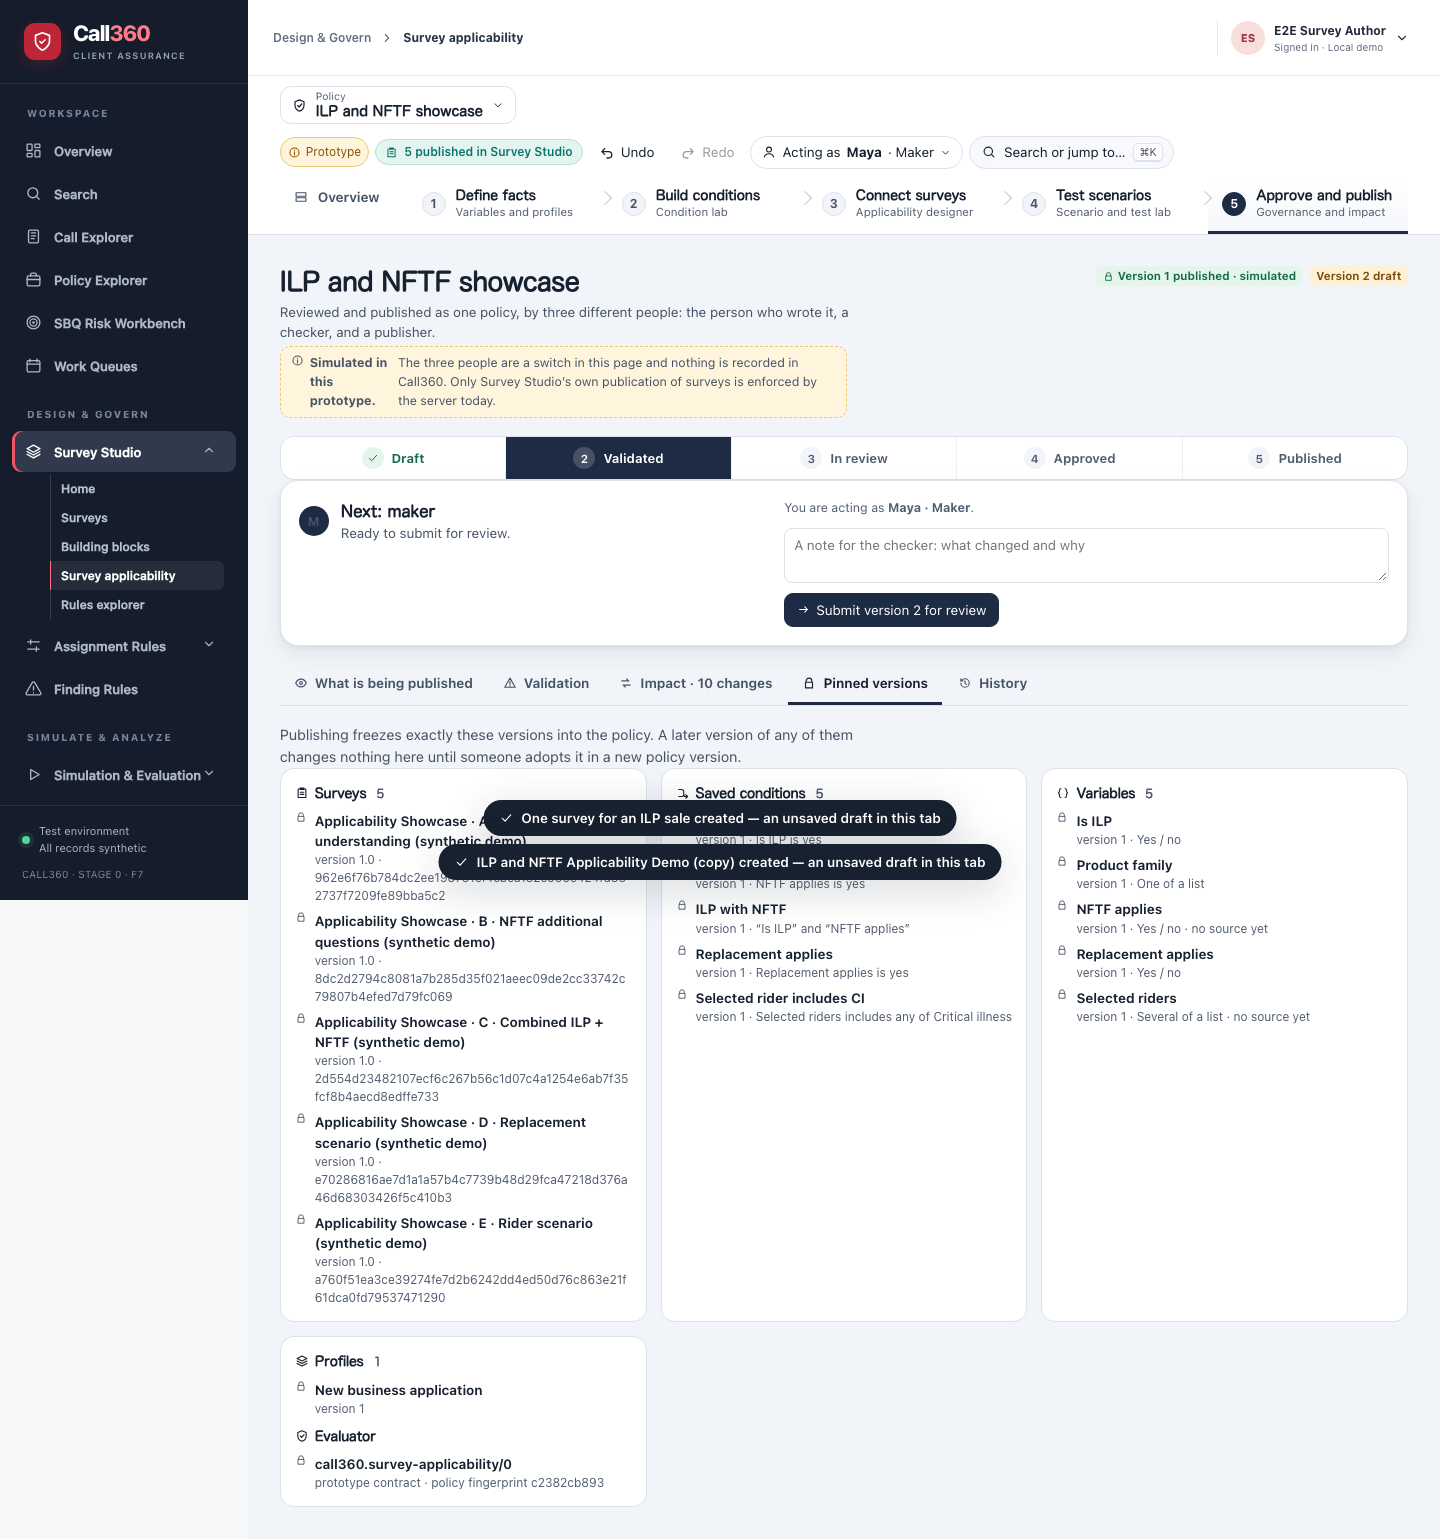 Call360
CLIENT ASSURANCE
WORKSPACE
Overview
Search
Call Explorer
Policy Explorer
SBQ Risk Workbench
Work Queues
DESIGN & GOVERN
Survey Studio
Home
Surveys
Building blocks
Survey applicability
Rules explorer
Assignment Rules
Finding Rules
SIMULATE & ANALYZE
Simulation & Evaluation
Test environment
All records synthetic
CALL360 · STAGE 0 · F7
Design & Govern
Survey applicability
ES
E2E Survey Author
Signed in · Local demo
Policy
ILP and NFTF showcase
Prototype
5 published in Survey Studio
Undo
Redo
Acting as Maya · Maker
Search or jump to...
⌘K
Overview
1
Define facts
Variables and profiles
2
Build conditions
Condition lab
3
Connect surveys
Applicability designer
4
Test scenarios
Scenario and test lab
5
Approve and publish
Governance and impact
ILP and NFTF showcase
Version 1 published · simulated
Version 2 draft
Reviewed and published as one policy, by three different people: the person who wrote it, a
checker, and a publisher.
Simulated in
this
prototype.
The three people are a switch in this page and nothing is recorded in
Call360. Only Survey Studio's own publication of surveys is enforced by
the server today.
Draft
2 Validated
3 In review
4 Approved
5 Published
M
Next: maker
Ready to submit for review.
You are acting as Maya · Maker.
A note for the checker: what changed and why
Submit version 2 for review
What is being published
Validation
Impact · 10 changes
Pinned versions
History
Publishing freezes exactly these versions into the policy. A later version of any of them
changes nothing here until someone adopts it in a new policy version.
Surveys 5
Applicability Showcase ·
understanding (synthetic demo)
version 1.0 ·
2737f7209fe89bba5c2
Applicability Showcase · B · NFTF additional
questions (synthetic demo)
version 1.0 ·
8dc2d2794c8081a7b285d35f021aeec09de2cc33742c
79807b4efed7d79fc069
Applicability Showcase · C · Combined ILP +
NFTF (synthetic demo)
version 1.0 ·
2d554d23482107ecf6c267b56c1d07c4a1254e6ab7f35
fcf8b4aecd8edffe733
Applicability Showcase · D · Replacement
scenario (synthetic demo)
version 1.0 ·
e70286816ae7d1a1a57b4c7739b48d29fca47218d376a
46d68303426f5c410b3
Applicability Showcase · E · Rider scenario
(synthetic demo)
version 1.0 ·
a760f51ea3ce39274fe7d2b6242dd4ed50d76c863e21f
61dca0fd79537471290
One survey for an ILP sale created — an unsaved draft in this tab
ILP and NFTF Applicability Demo (copy) created — an unsaved draft in this tab
Saved conditions 5
version 1 · Is ILP is yes
version 1 · NFTF applies is yes
ILP with NFTF
version 1 · “Is ILP” and “NFTF applies”
Replacement applies
version 1 · Replacement applies is yes
Selected rider includes CI
version 1 · Selected riders includes any of Critical illness
Variables 5
Is ILP
version 1 · Yes / no
Product family
version 1 · One of a list
NFTF applies
version 1 · Yes / no · no source yet
Replacement applies
version 1 · Yes / no
Selected riders
version 1 · Several of a list · no source yet
Profiles 1
New business application
version 1
Evaluator
call360.survey-applicability/0
prototype contract · policy fingerprint c2382cb893